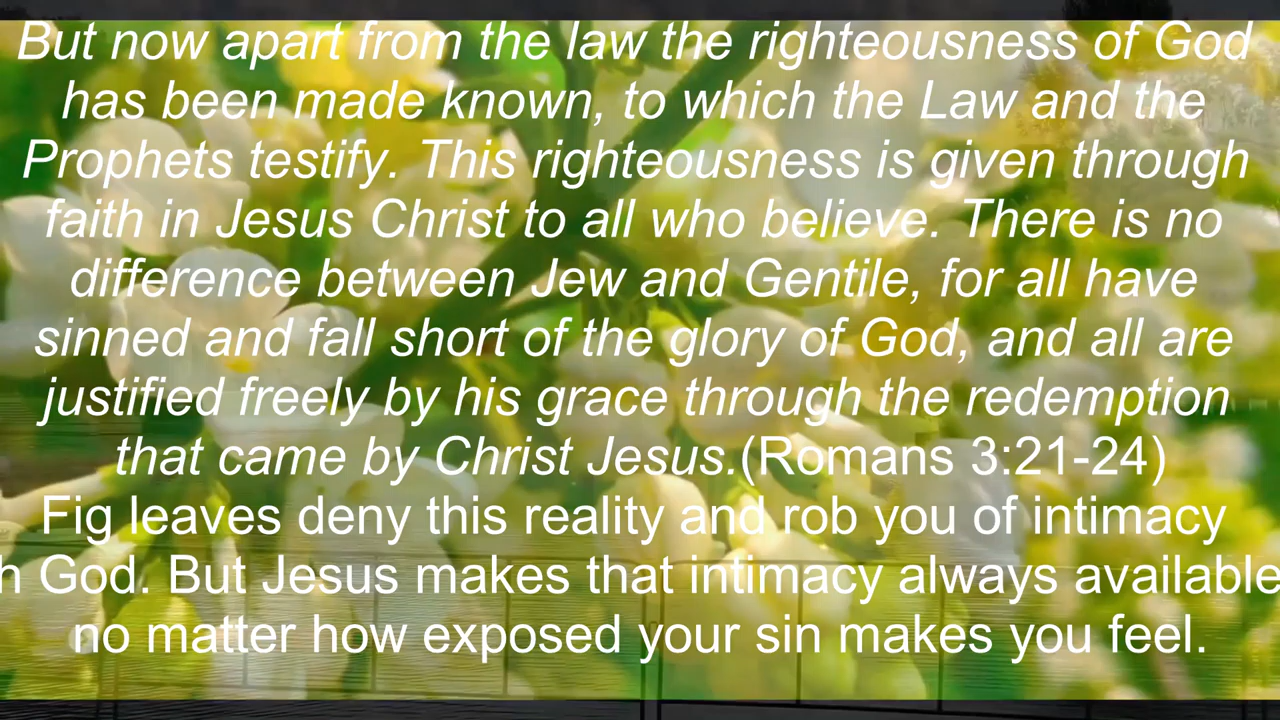 But now apart from the law the righteousness of God
has been made known, to which the Law and the
Prophets testify. This righteousness is given through
faith in Jesus Christ to all who believe. There is no
difference between Jew and Gentile, for all have
sinned and fall short of the glory of God, and all are
justified freely by his grace through the redemption
that came by Christ Jesus.(Romans 3:21-24)
Fig leaves deny this reality and rob you of intimacy
h God. But Jesus makes that intimacy always available
no matter how exposed your sin makes you feel.